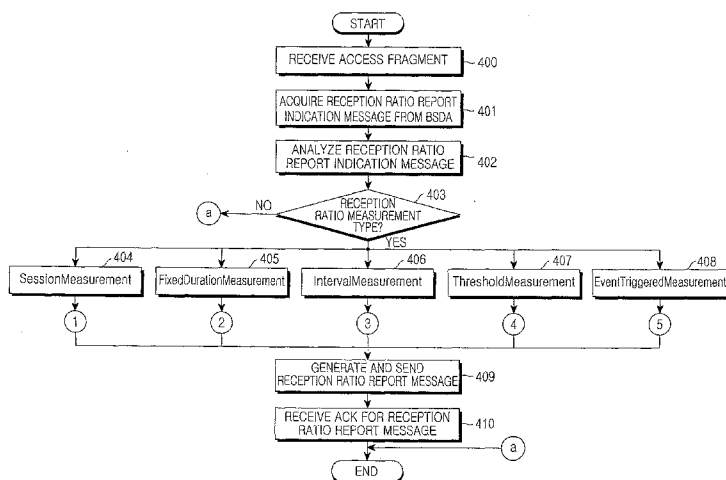 START
RECEIVE ACCESS FRAGMENT
400
ACQUIRE RECEPTION RATIO REPORT
INDICATION MESSAGE FROM BSDA
401
ANALYZE RECEPTION RATIO
REPORT INDICATION MESSAGE
402
403
a
NO
RECEPTION
RATIO MEASUREMENT
TYPE?
YES
404
405
406
407
408
SessionMeasurement
FixedDurationMeasurement
IntervalMeasurement
ThresholdMeasurement
EventTriggeredMeasurement
1
2
3
4
5
GENERATE AND SEND
RECEPTION RATIO REPORT MESSAGE
409
RECEIVE ACK FOR RECEPTION
RATIO REPORT MESSAGE
410
a
END